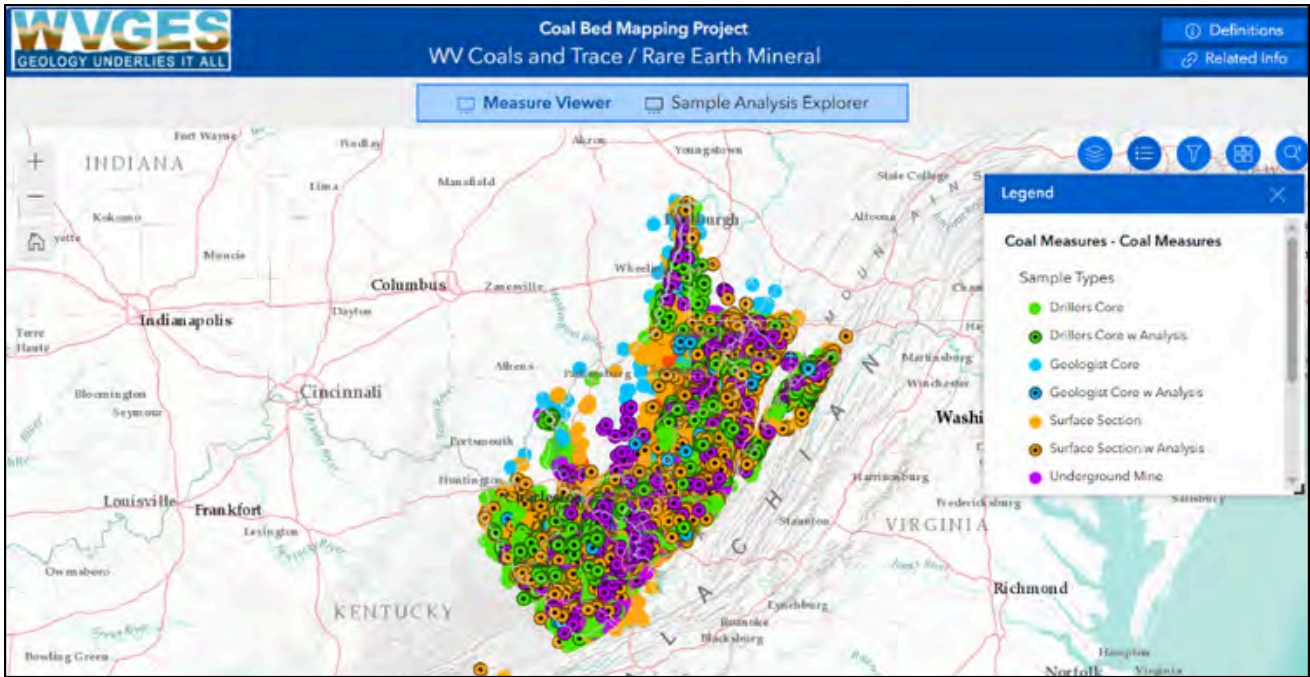 WVGES
GEOLOGY UNDERLIES IT ALL
Coal Bed Mapping Project
WV Coals and Trace / Rare Earth Mineral
Definitions
Related Info
Measure Viewer
Sample Analysis Explorer
Legend
Coal Measures - Coal Measures
Sample Types
Drillers Core
Drillers Core w Analysis
Geologist Core
Geologist Core w Analysis
Surface Section
Surface Section w Analysis
Underground Mine
Fort Wayne
Findlay
Akron
Youngstown
INDIANA
Lima
Mansfield
State College
Kokomo
Altoona
Muncie
Columbus
Zanesville
Dayton
Indianapolis
Terre
Haute
Athens
Martinsburg
Winchester
Bloomington
Cincinnali
Seymour
Washi
Portsmouth
Huntington
Harrisonburg
Louisville
Frankfort
Fredericksburg
Salisbury
Lexington
Staunton
VIRGINIA
Owensboro
Richmond
KENTUCKY
Lynchburg
Roanoke
Blacksburg
Bowling Green
Hampton
Norfolk
Virginia